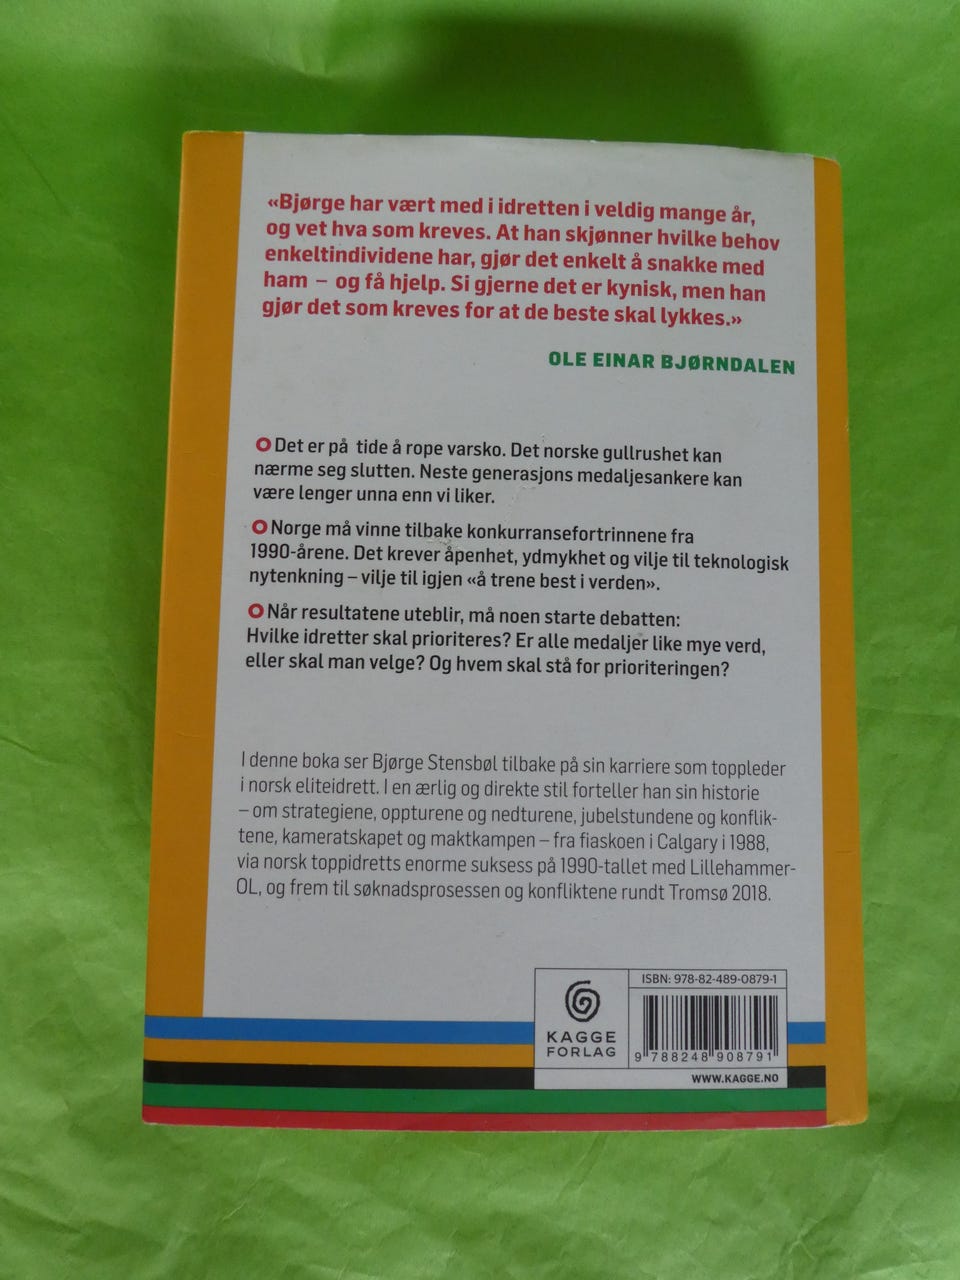 «Bjørge har vært med i idretten i veldig mange år,
og vet hva som kreves. At han skjønner hvilke behov
enkeltindividene har, gjør det enkelt å snakke med
ham – og få hjelp. Si gjerne det er kynisk, men han
gjør det som kreves for at de beste skal lykkes.»
OLE EINAR BJØRNDALEN
Det er på tide å rope varsko. Det norske gullrushet kan
nærme seg slutten. Neste generasjons medaljesankere kan
være lenger unna enn vi liker.
Norge må vinne tilbake konkurransefortrinnene fra
1990-årene. Det krever åpenhet, ydmykhet og vilje til teknologisk
nytenkning – vilje til igjen «å trene best i verden».
Når resultatene uteblir, må noen starte debatten:
Hvilke idretter skal prioriteres? Er alle medaljer like mye verd,
eller skal man velge? Og hvem skal stå for prioriteringen?
I denne boka ser Bjørge Stensbøl tilbake på sin karriere som toppleder
i norsk eliteidrett. I en ærlig og direkte stil forteller han sin historie
– om strategiene, oppturene og nedturene, jubelstundene og konflik-
tene, kameratskapet og maktkampen – fra fiaskoen i Calgary i 1988,
via norsk toppidretts enorme suksess på 1990-tallet med Lillehammer-
OL, og frem til søknadsprosessen og konfliktene rundt Tromsø 2018.
ISBN: 978-82-489-0879-1
KAGGE
FORLAG
9 788248 908791
WWW.KAGGE.NO